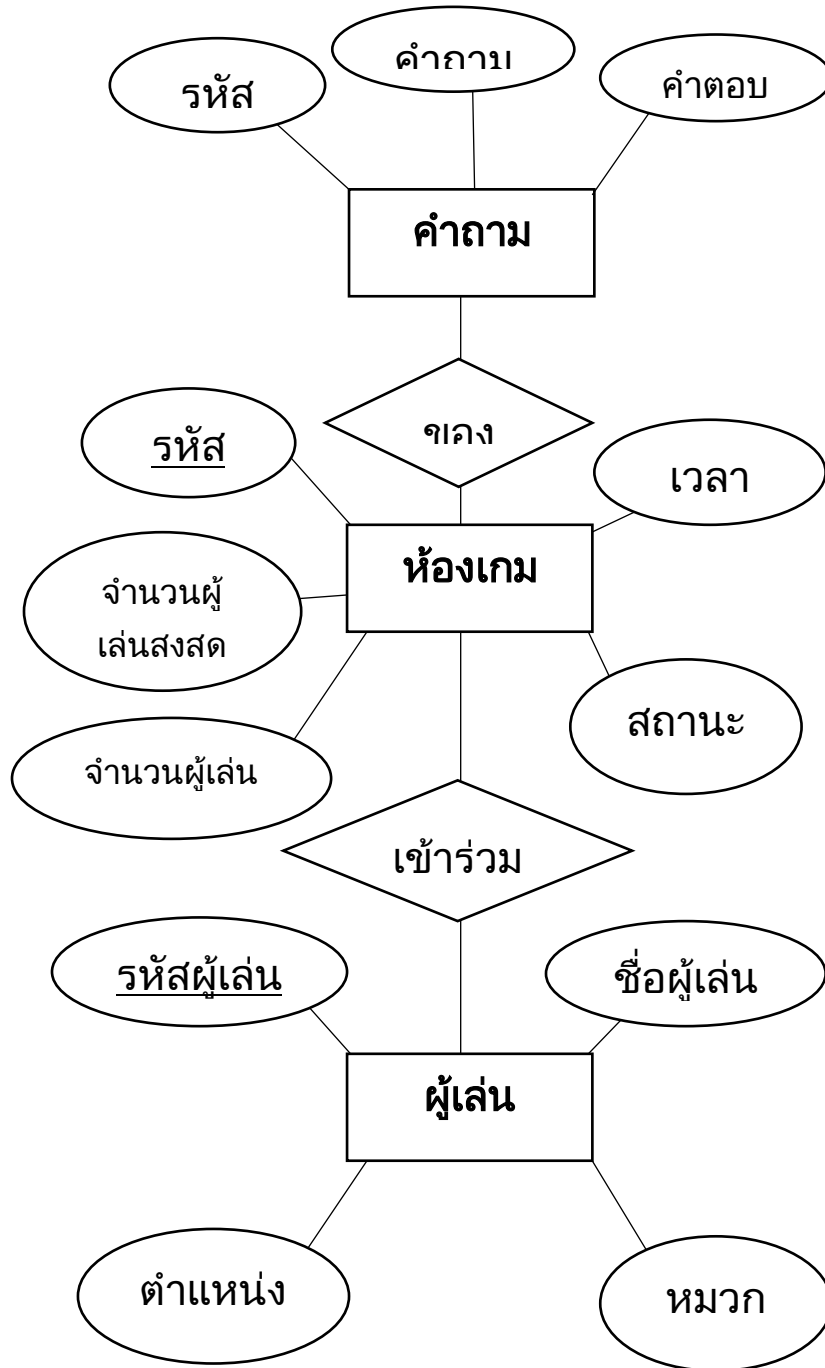 คำถาม
รหัส
คำตอบ
คำถาม
ของ
รหัส
เวลา
ห้องเกม
จำนวนผู้
เล่นสูงสุด
สถานะ
จำนวนผู้เล่น
เข้าร่วม
รหัสผู้เล่น
ชื่อผู้เล่น
ผู้เล่น
ตำแหน่ง
หมวก